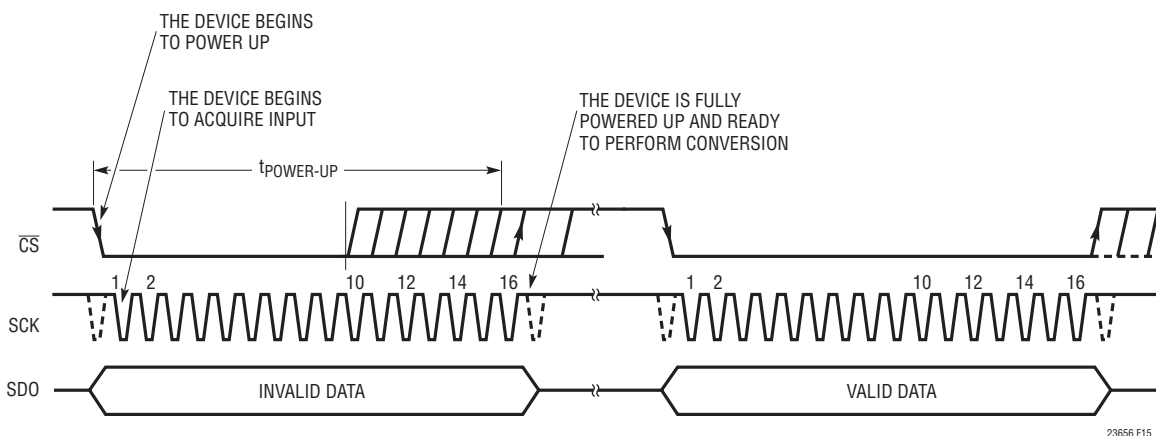 THE DEVICE BEGINS
TO POWER UP
THE DEVICE BEGINS
TO ACQUIRE INPUT
THE DEVICE IS FULLY
POWERED UP AND READY
TO PERFORM CONVERSION
tPOWER-UP
CS
1 2 10 12 14 16 1 2 10 12 14 16
SCK
SDO INVALID DATA VALID DATA
23656 F15